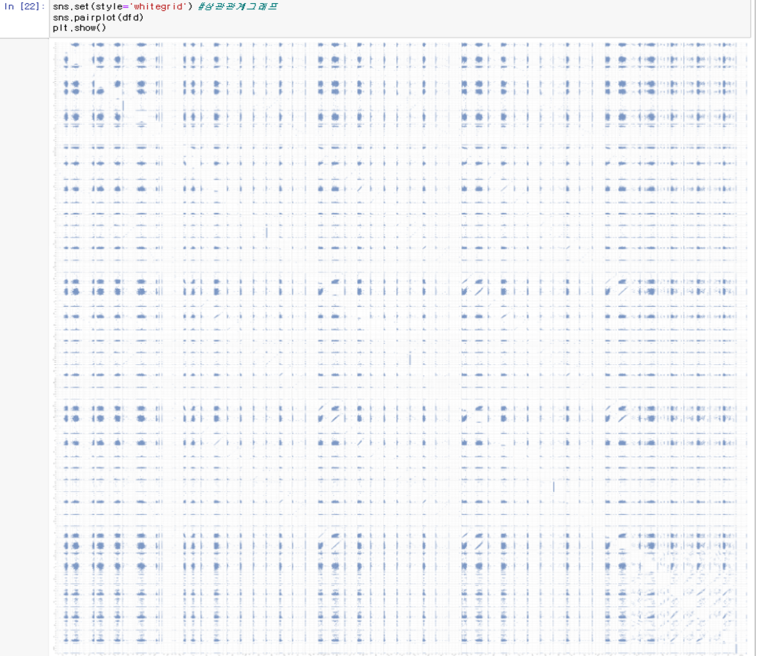 In [22]: sns.set(style='whitegrid') #상관관계그래프
sns.pairplot(dfd)
plt.show()